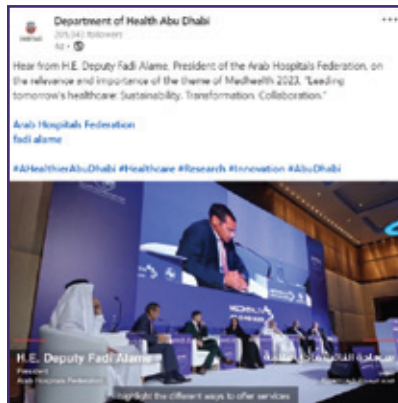 Department of Health Abu Dhabi
followers
4d •
Hear from H.E. Deputy Fadi Alame, President of the Arab Hospitals Federation, on
the relevance and importance of the theme of Medhealth 2023, "Leading
tomorrow's healthcare: Sustainability. Transformation. Collaboration."
Arab Hospitals Federation
fadi alame
#AHealthierAbuDhabi #Healthcare #Research #Innovation #AbuDhabi
H.E. Deputy Fadi Alame
President
Arab Hospitals Federation
highlight the different ways to offer services